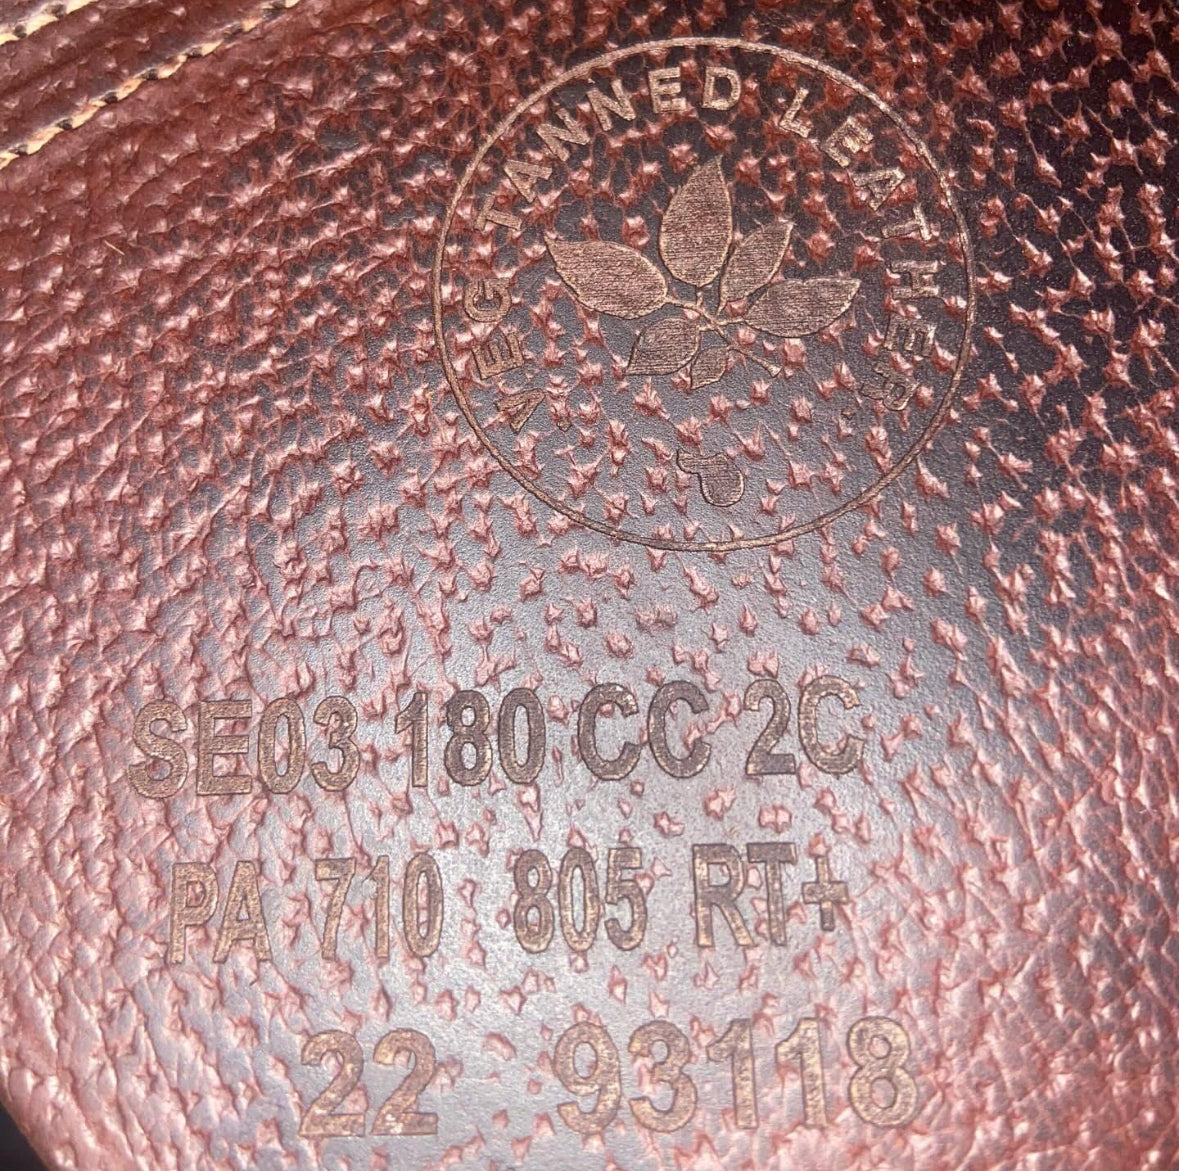 VEG TANNED LEATHER
SE03 180 CC 2C
PA 710 805 RT+
22 93118